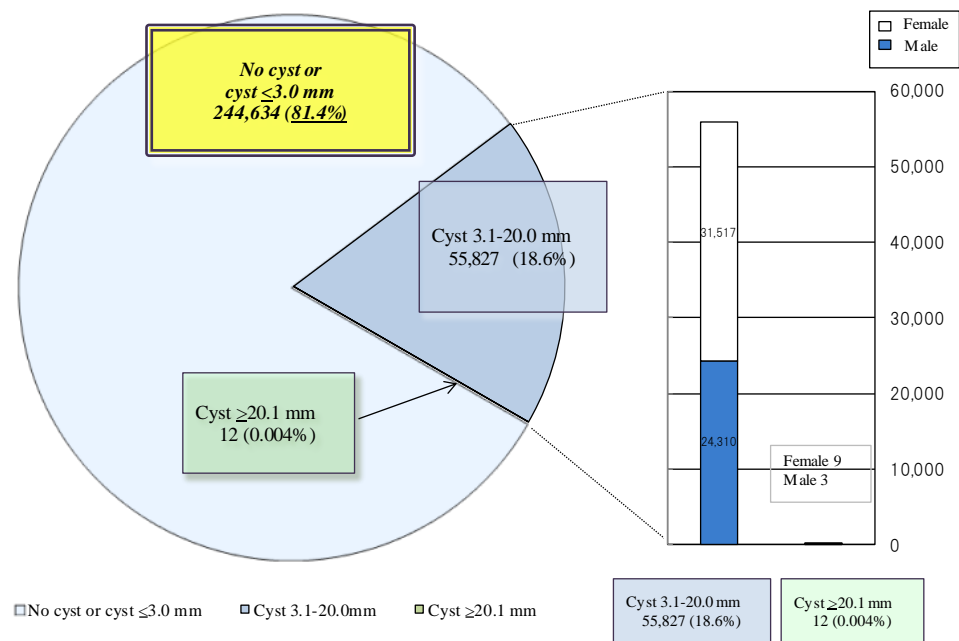 Female
Male
No cyst or
cyst ≤3.0 mm
244,634 (81.4%)
Cyst 3.1-20.0 mm
55,827 (18.6%)
Cyst ≥20.1 mm
12 (0.004%)
60,000
50,000
40,000
30,000
20,000
10,000
0
31,517
24,310
Female 9
Male 3
No cyst or cyst ≤3.0 mm
Cyst 3.1-20.0mm
Cyst ≥20.1 mm
Cyst 3.1-20.0 mm
55,827 (18.6%)
Cyst ≥20.1 mm
12 (0.004%)